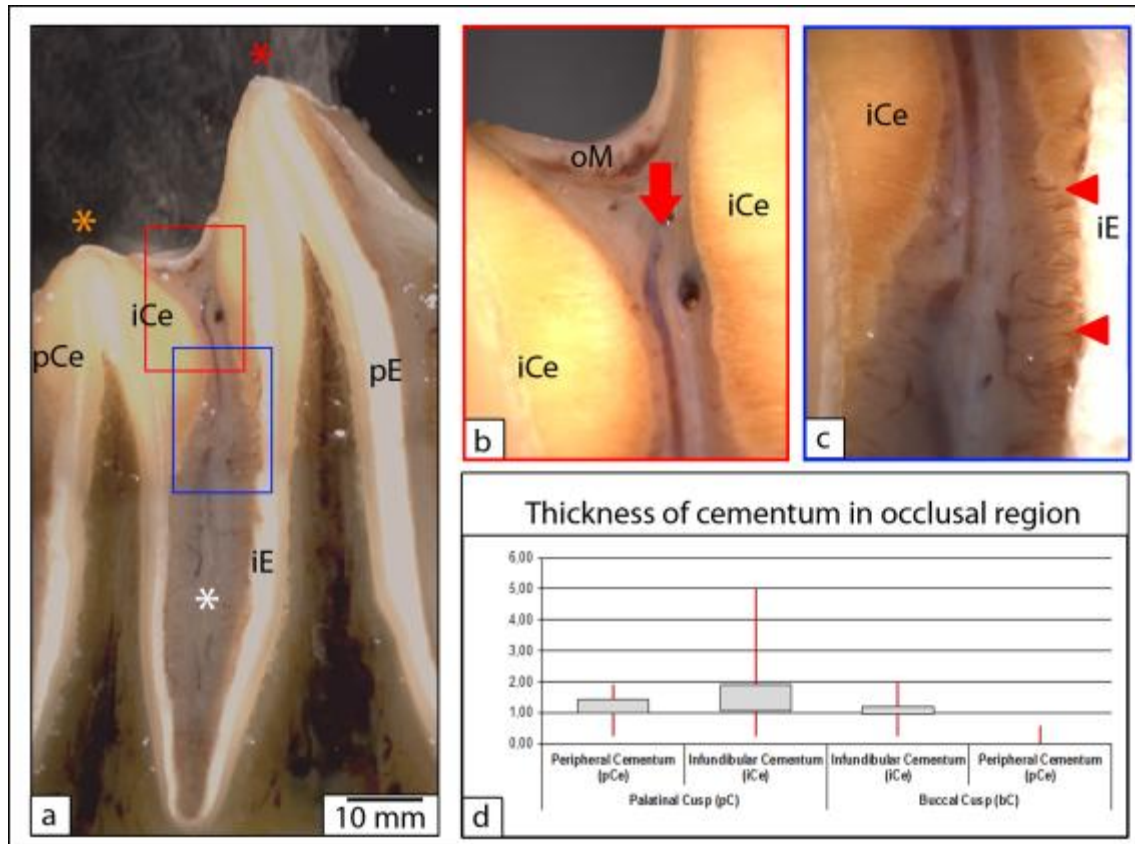 *
*
iCe
pCe
pE
iE
*
a
10 mm
oM
iCe
iCe
b
iCe
iE
c
Thickness of cementum in occlusal region
6,00
5,00
4,00
3,00
2,00
1,00
0,00
Peripheral Cementum
(pCe)
Infundibular Cementum
(iCe)
Infundibular Cementum
(iCe)
Peripheral Cementum
(pCe)
Palatinal Cusp (pC)
Buccal Cusp (bC)
d